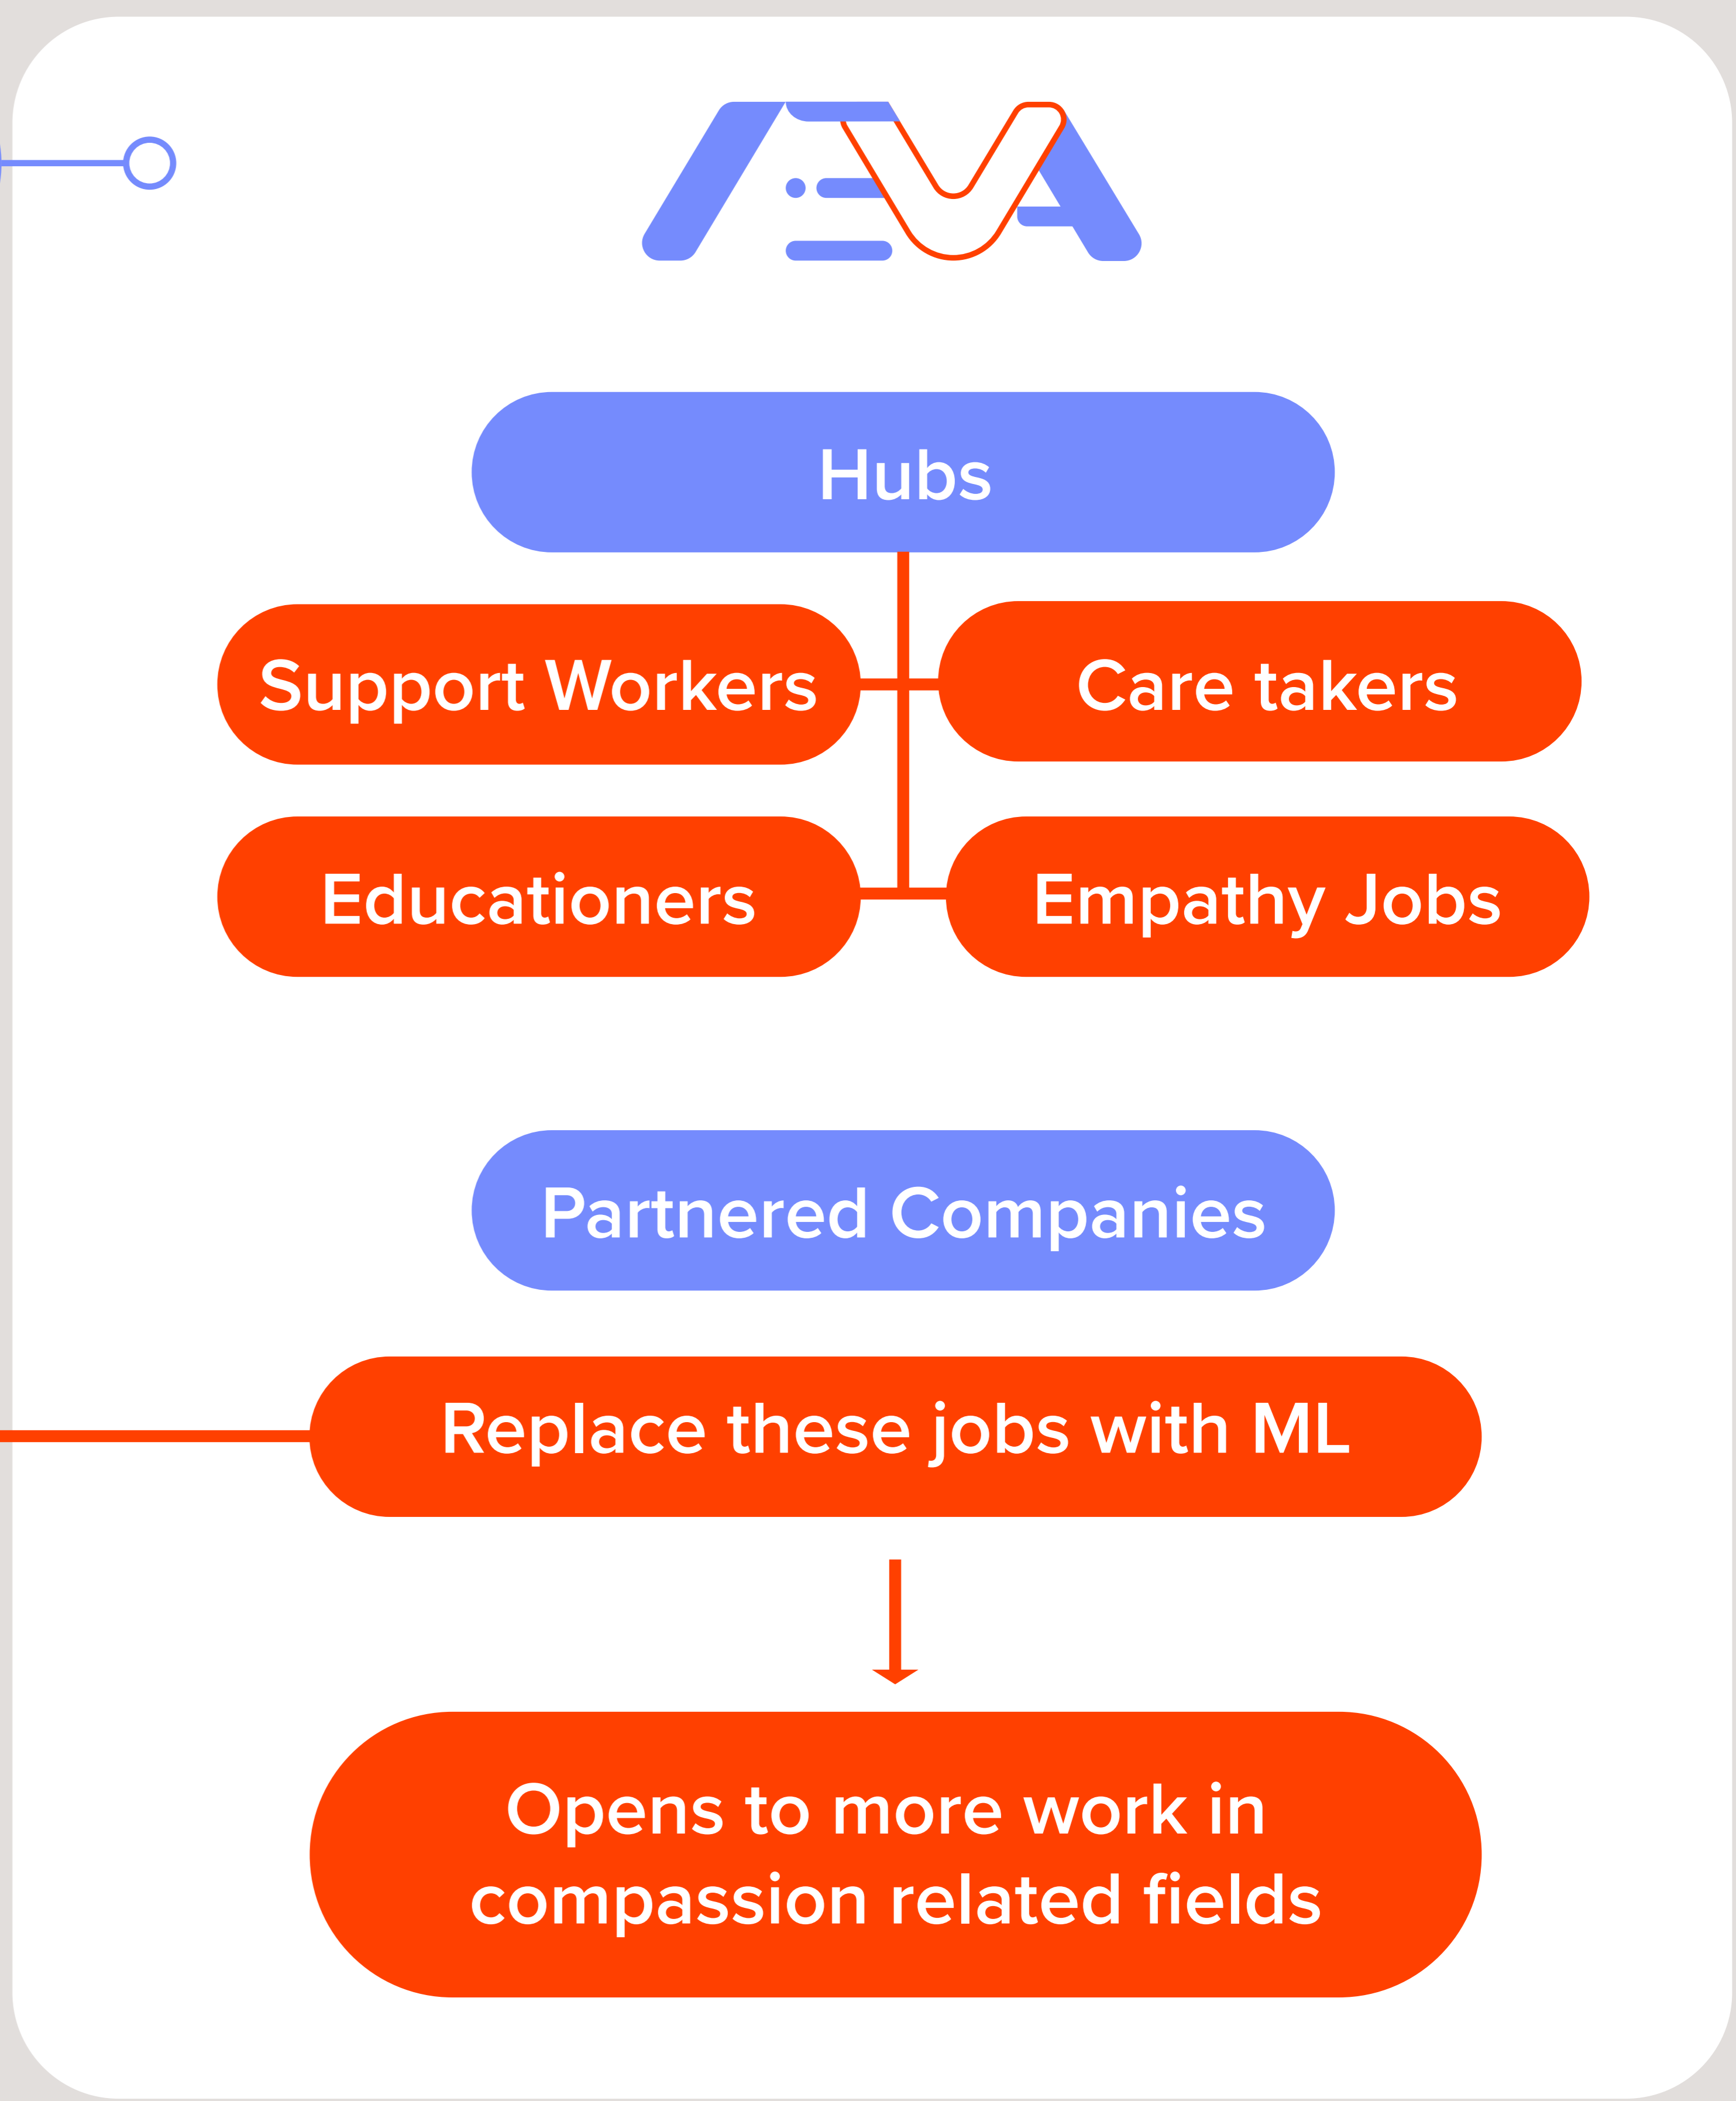 AEVA
Hubs
Support Workers
Care takers
Educationers
Empathy Jobs
Partnered Companies
Replace these jobs with ML
Opens to more work in
compassion related fields